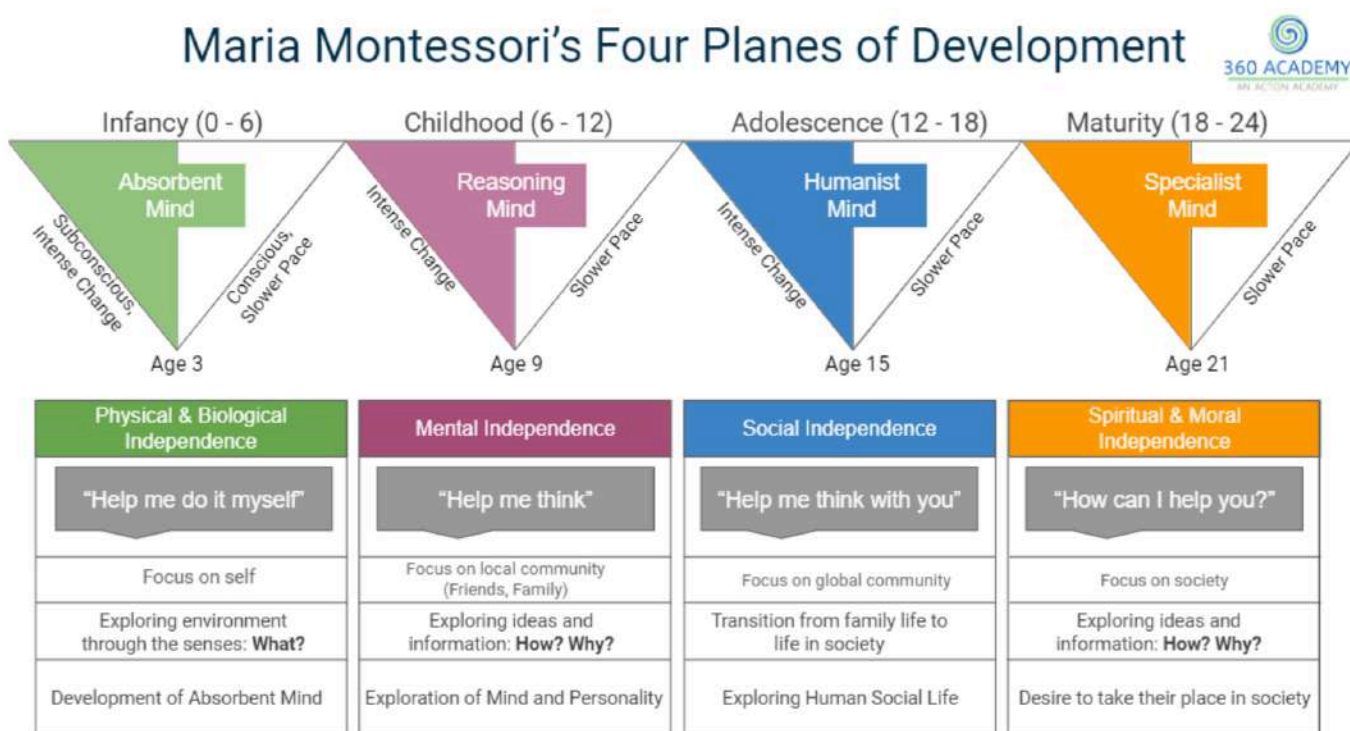 Maria Montessori's Four Planes of Development
360 ACADEMY
AN ACTON ACADEMY
Infancy (0 - 6)
Childhood (6 - 12)
Adolescence (12 - 18)
Maturity (18 - 24)
Absorbent
Mind
Subconscious,
Intense Change
Conscious,
Slower Pace
Age 3
Reasoning
Mind
Intense Change
Slower Pace
Age 9
Humanist
Mind
Intense Change
Slower Pace
Age 15
Specialist
Mind
Slower Pace
Age 21
Physical & Biological
Independence
Mental Independence
Social Independence
Spiritual & Moral
Independence
"Help me do it myself"
"Help me think"
"Help me think with you"
"How can I help you?"
Focus on self
Focus on local community
(Friends, Family)
Focus on global community
Focus on society
Exploring environment
through the senses: What?
Exploring ideas and
information: How? Why?
Transition from family life to
life in society
Exploring ideas and
information: How? Why?
Development of Absorbent Mind
Exploration of Mind and Personality
Exploring Human Social Life
Desire to take their place in society